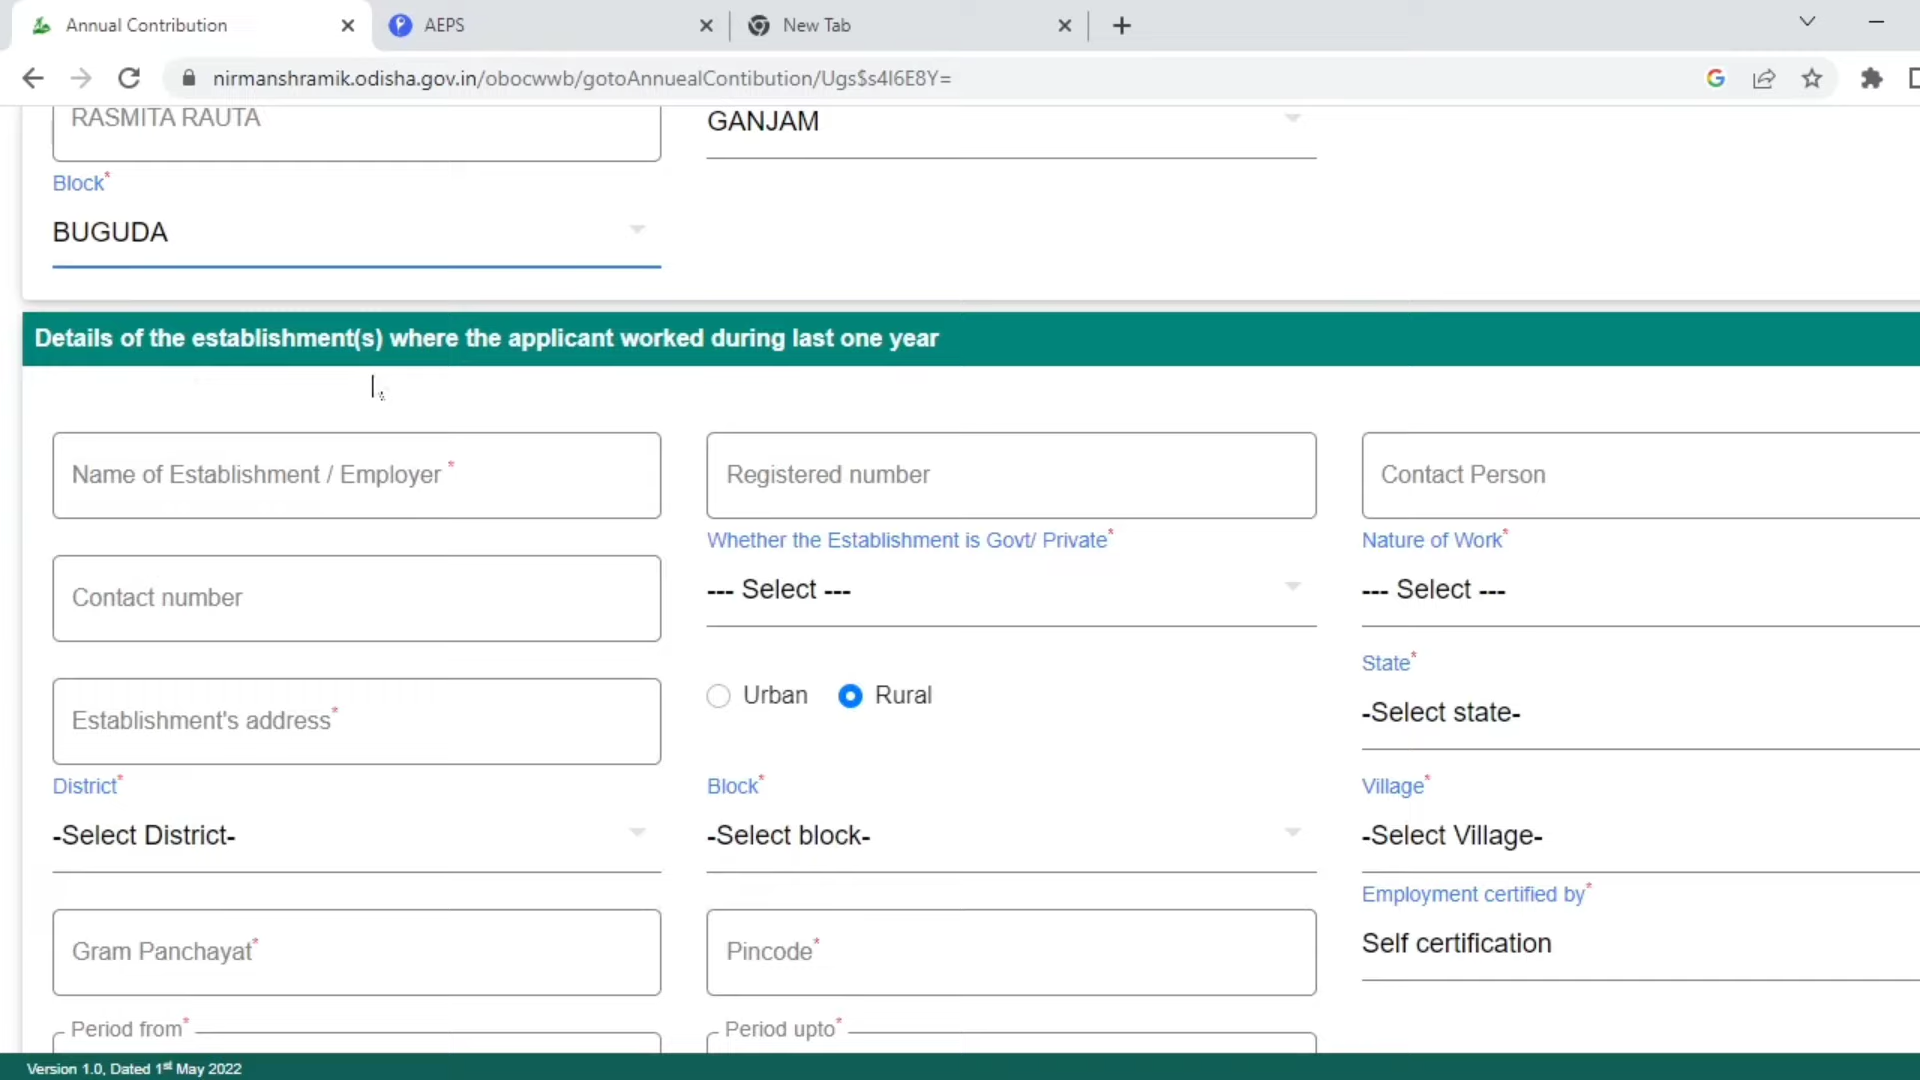 Annual Contribution
AEPS
New Tab
nirmanshramik.odisha.gov.in/obocwwb/gotoAnnuealContibution/Ugs$s4I6E8Y=
RASMITA RAUTA
GANJAM
Block*
BUGUDA
Details of the establishment(s) where the applicant worked during last one year
Name of Establishment / Employer *
Registered number
Contact Person
Whether the Establishment is Govt/ Private*
Nature of Work*
Contact number
--- Select ---
--- Select ---
State*
Establishment's address*
Urban
Rural
-Select state-
District*
Block*
Village*
-Select District-
-Select block-
-Select Village-
Employment certified by*
Gram Panchayat*
Pincode*
Self certification
Period from*
Period upto*
Version 1.0, Dated 1st May 2022